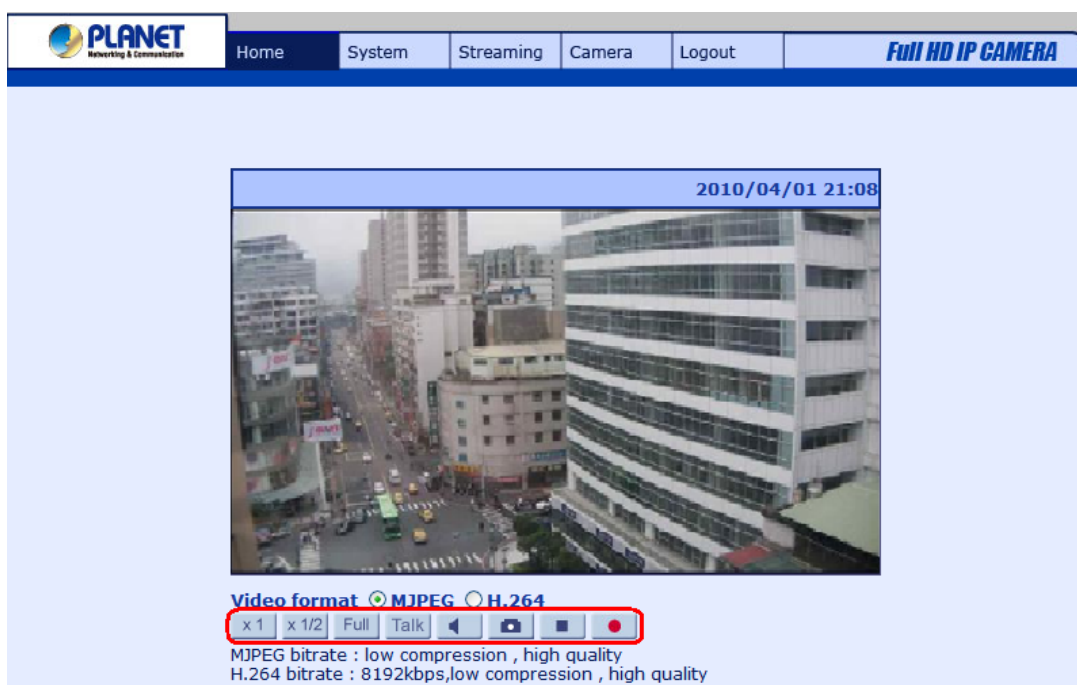 PLANET
Networking & Communication
Home System Streaming Camera Logout
Full HD IP CAMERA
2010/04/01 21:08
Video format MJPEG H.264
x 1 x 1/2 Full Talk
MJPEG bitrate : low compression , high quality
H.264 bitrate : 8192kbps,low compression , high quality